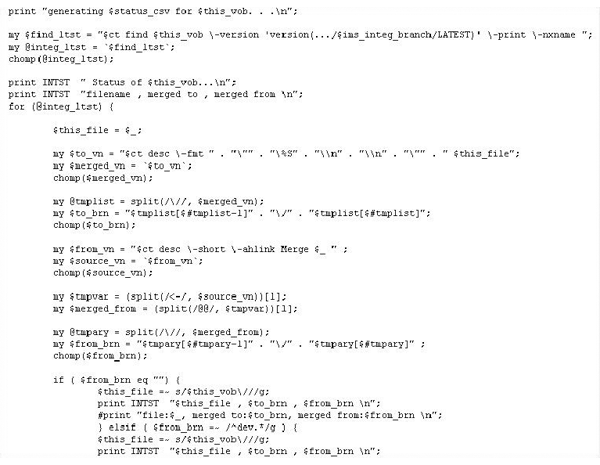 print "generating $status_csv for $this_vob. . .\n";
my $find_ltst = "$ct find $this_vob \-version 'version(.../$ims_integ_branch/LATEST)' \-print \-nxname ";
my @integ_ltst = `$find_ltst`;
chomp(@integ_ltst);
print INTST " Status of $this_vob...\n";
print INTST "filename , merged to , merged from \n";
for (@integ_ltst) {
$this_file = $_;
my $to_vn = "$ct desc \-fmt " . "\"" . "\%S" . "\\n" . "\\n" . "\"" . " $this_file";
my $merged_vn = `$to_vn`;
chomp($merged_vn);
my @tmplist = split(/\//, $merged_vn);
my $to_brn = "$tmplist[$#tmplist-1]" . "\/" . "$tmplist[$#tmplist]";
chomp($to_brn);
my $from_vn = "$ct desc \-short \-ahlink Merge $_ " ;
my $source_vn = `$from_vn`;
chomp($source_vn);
my $tmpvar = (split(/<-/, $source_vn))[1];
my $merged_from = (split(/@@/, $tmpvar))[1];
my @tmpary = split(/\//, $merged_from);
my $from_brn = "$tmpary[$#tmpary-1]" . "\/" . "$tmpary[$#tmpary]" ;
chomp($from_brn);
if ( $from_brn eq "") {
$this_file =~ s/$this_vob\///g;
print INTST "$this_file , $to_brn , $from_brn \n";
#print "file:$_, merged to:$to_brn, merged from:$from_brn \n";
} elsif ( $from_brn =~ /^dev.*/g ) {
$this_file =~ s/$this_vob\///g;
print INTST "$this_file , $to_brn , $from_brn \n";